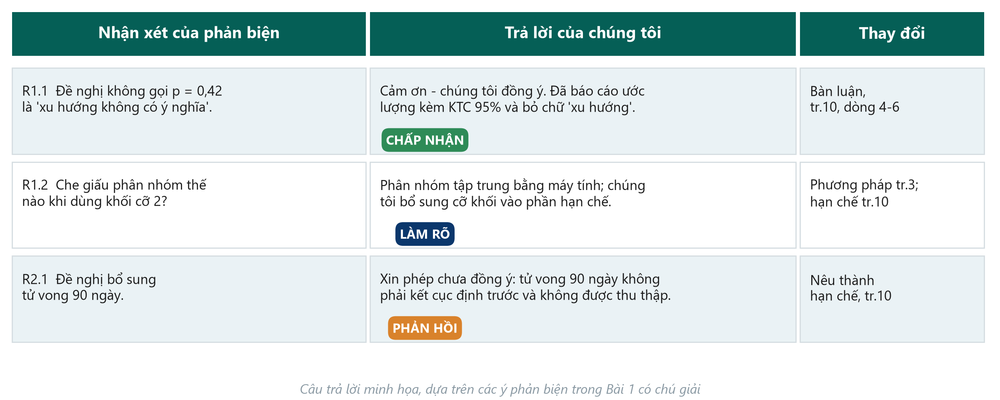 Nhận xét của phản biện
Trả lời của chúng tôi
Thay đổi
R1.1  Đề nghị không gọi p = 0,42
là 'xu hướng không có ý nghĩa'.
Cảm ơn - chúng tôi đồng ý. Đã báo cáo ước
lượng kèm KTC 95% và bỏ chữ 'xu hướng'.
CHẤP NHẬN
Bàn luận,
tr.10, dòng 4-6
R1.2  Che giấu phân nhóm thế
nào khi dùng khối cỡ 2?
Phân nhóm tập trung bằng máy tính; chúng
tôi bổ sung cỡ khối vào phần hạn chế.
LÀM RÕ
Phương pháp tr.3;
hạn chế tr.10
R2.1  Đề nghị bổ sung
tử vong 90 ngày.
Xin phép chưa đồng ý: tử vong 90 ngày không
phải kết cục định trước và không được thu thập.
PHẢN HỒI
Nêu thành
hạn chế, tr.10
Câu trả lời minh họa, dựa trên các ý phản biện trong Bài 1 có chú giải